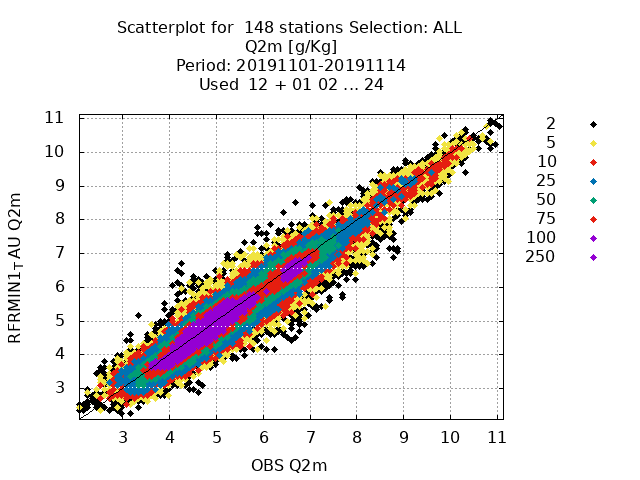 Scatterplot for  148 stations Selection: ALL
Q2m [g/Kg]
Period: 20191101-20191114
Used  12 + 01 02 ... 24
RFRMIN1-AU Q2m
11
10
9
8
7
6
5
4
3
3 4 5 6 7 8 9 10 11
OBS Q2m
2
5
10
25
50
75
100
250